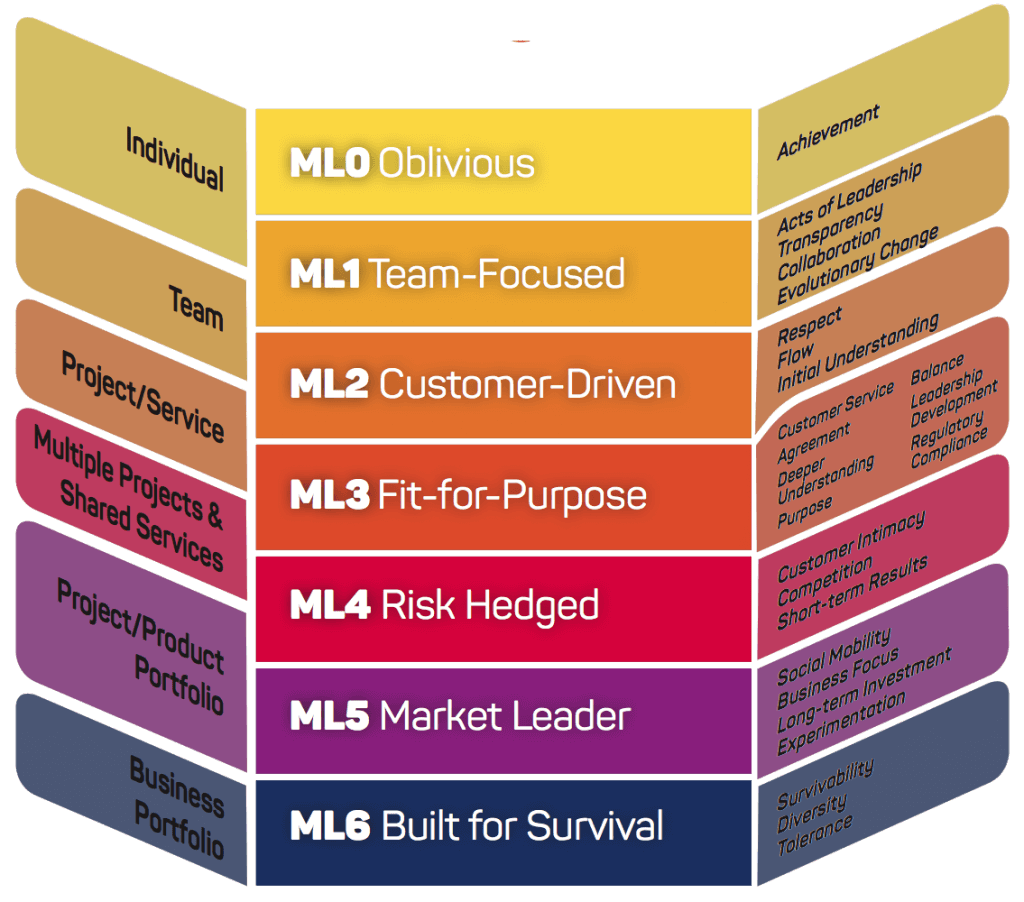 Individual
Team
Project/Service
Multiple Projects &
Shared Services
Project/Product
Portfolio
Business
Portfolio
ML0 Oblivious
ML1 Team-Focused
ML2 Customer-Driven
ML3 Fit-for-Purpose
ML4 Risk Hedged
ML5 Market Leader
ML6 Built for Survival
Achievement
Acts of Leadership
Transparency
Collaboration
Evolutionary Change
Respect
Flow
Initial Understanding
Customer Service
Agreement
Deeper
Understanding
Purpose
Balance
Leadership
Development
Regulatory
Compliance
Customer Intimacy
Competition
Short-term Results
Social Mobility
Business Focus
Long-term Investment
Experimentation
Survivability
Diversity
Tolerance